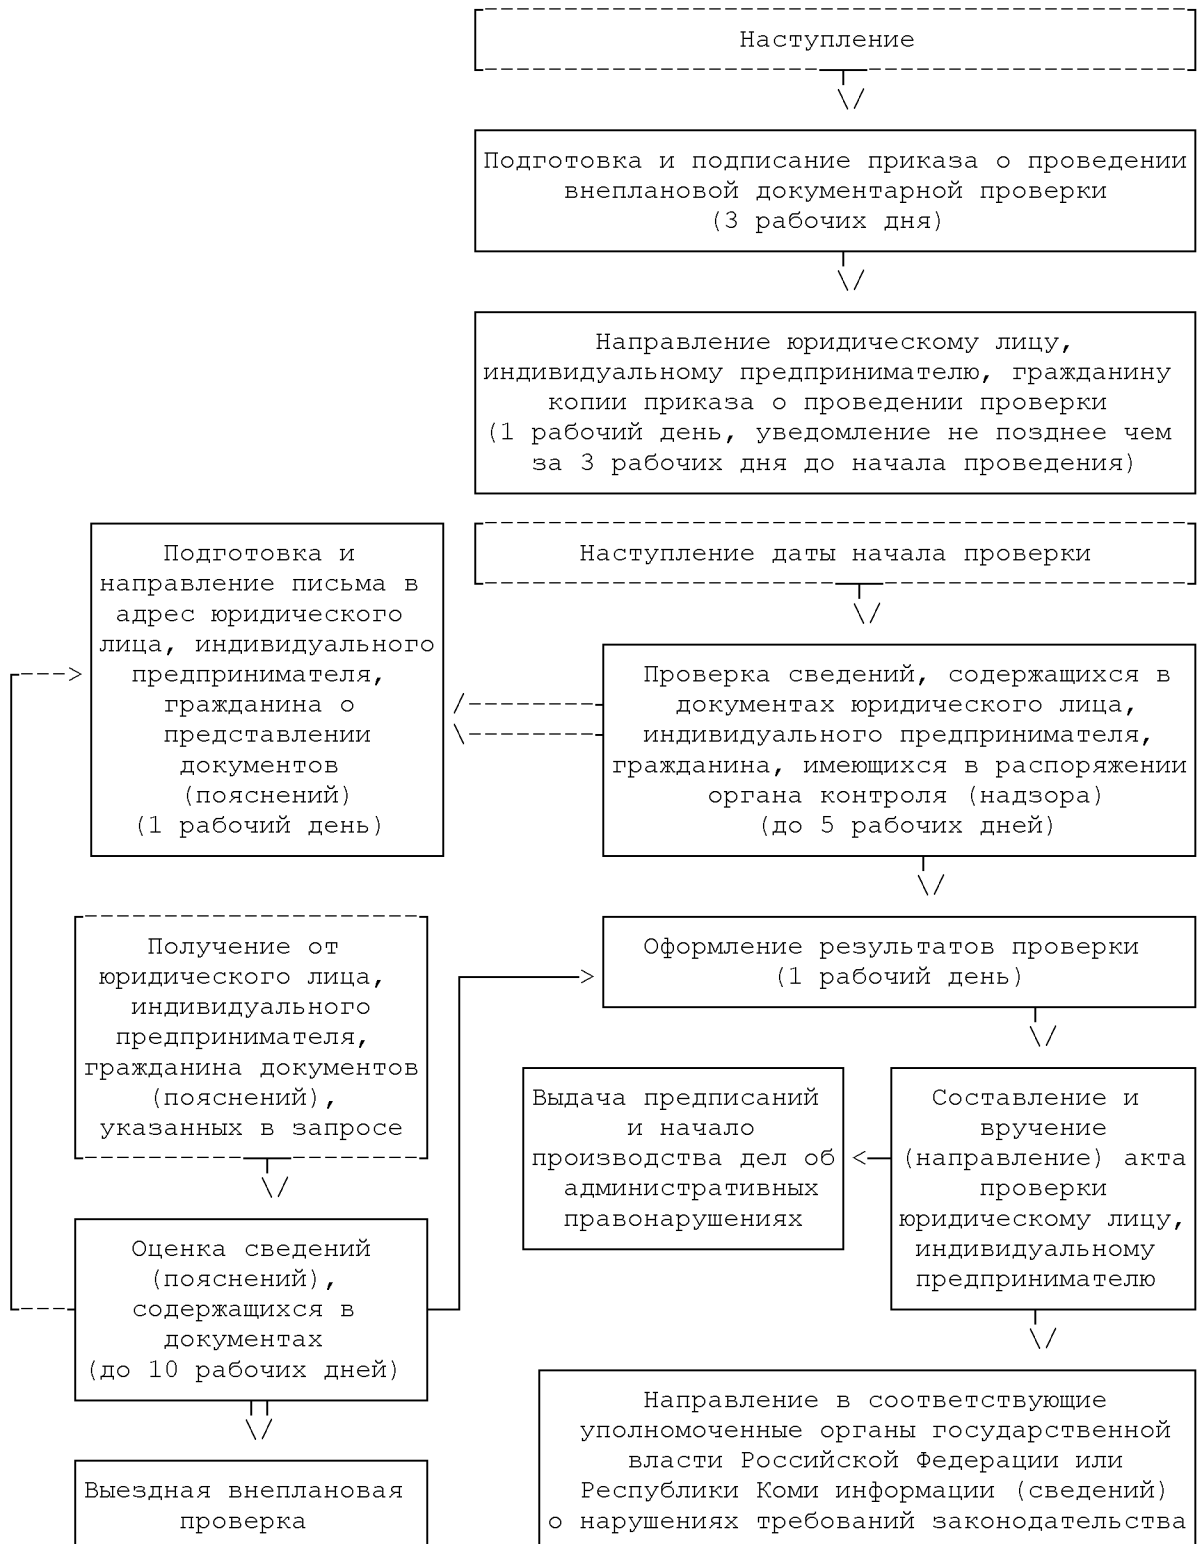 Наступление
Подготовка и подписание приказа о проведении
внеплановой документарной проверки
(3 рабочих дня)
Направление юридическому лицу,
индивидуальному предпринимателю, гражданину
копии приказа о проведении проверки
(1 рабочий день, уведомление не позднее чем
за 3 рабочих дня до начала проведения)
Подготовка и
направление письма в
адрес юридического
лица, индивидуального
предпринимателя,
гражданина о
представлении
документов
(пояснений)
(1 рабочий день)
Наступление даты начала проверки
Проверка сведений, содержащихся в
документах юридического лица,
индивидуального предпринимателя,
гражданина, имеющихся в распоряжении
органа контроля (надзора)
(до 5 рабочих дней)
Получение от
юридического лица,
индивидуального
предпринимателя,
гражданина документов
(пояснений),
указанных в запросе
Оформление результатов проверки
(1 рабочий день)
Выдача предписаний
и начало
производства дел об
административных
правонарушениях
Составление и
вручение
(направление) акта
проверки
юридическому лицу,
индивидуальному
предпринимателю
Оценка сведений
(пояснений),
содержащихся в
документах
(до 10 рабочих дней)
Выездная внеплановая
проверка
Направление в соответствующие
уполномоченные органы государственной
власти Российской Федерации или
Республики Коми информации (сведений)
о нарушениях требований законодательства